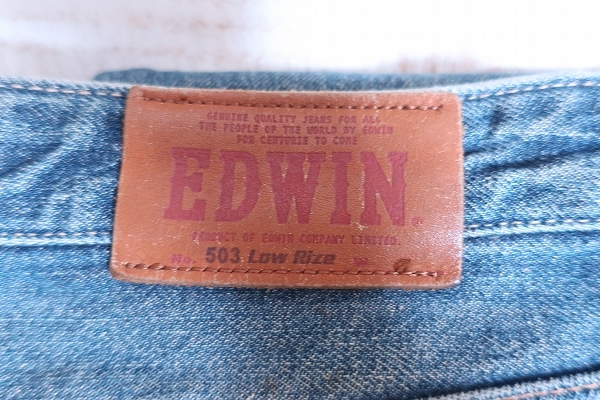 GENUINE QUALITY JEANS FOR ALL
THE PEOPLE OF THE WORLD BY EDWIN
FOR CENTURIE TO COME
EDWIN®
PRODUCT OF EDWIN COMPANY LIMITED.
No. 503 Low Rize W